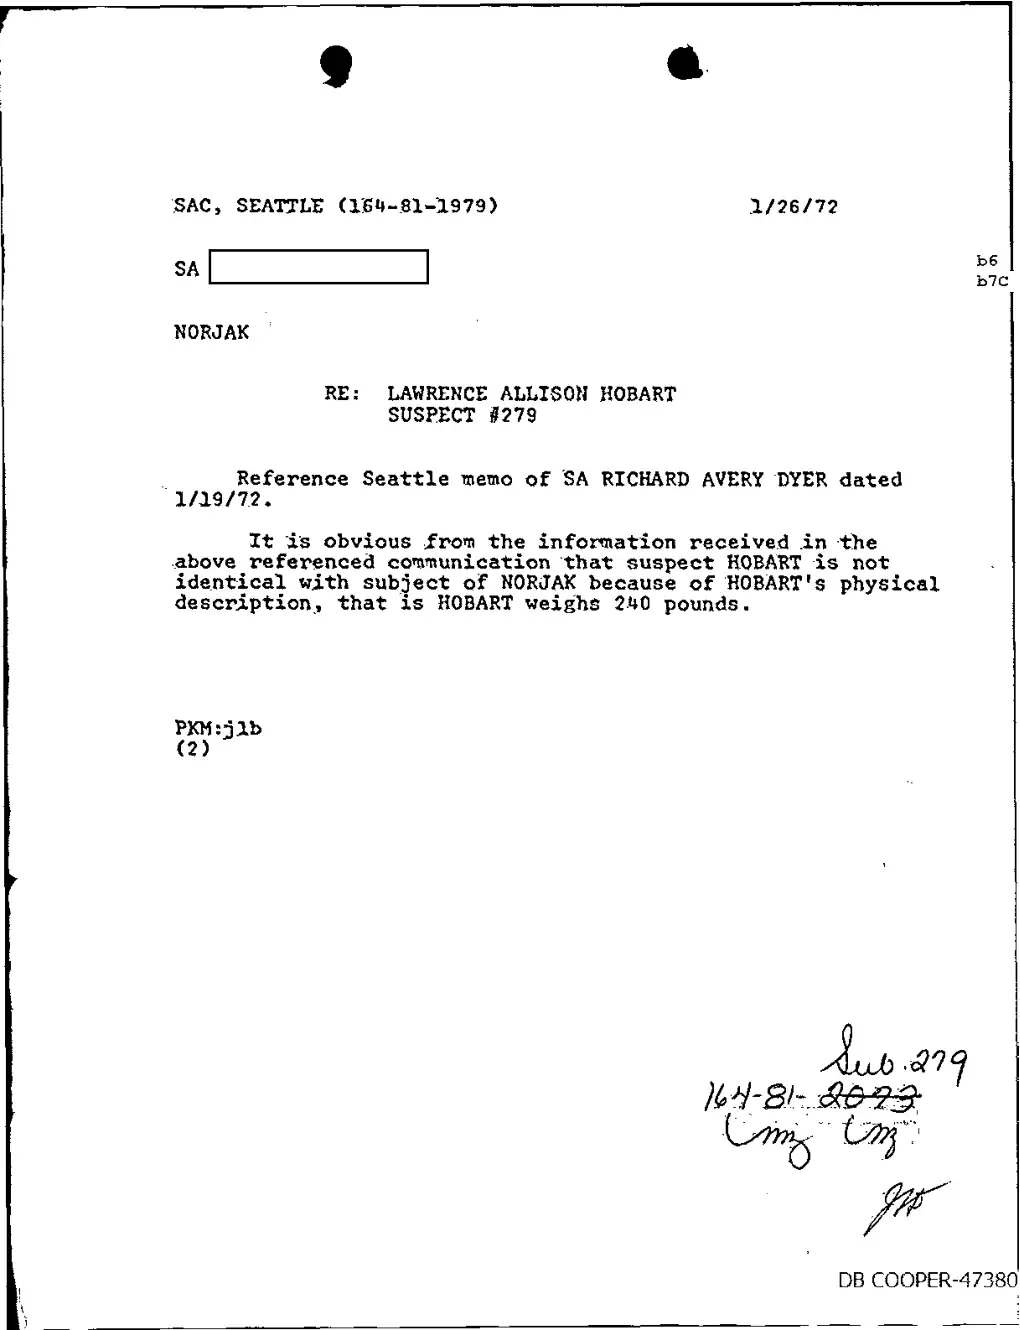 SAC, SEATTLE (164-81-1979) 1/26/72
SA
b6
b7C
NORJAK
RE: LAWRENCE ALLISON HOBART
SUSPECT #279
Reference Seattle memo of SA RICHARD AVERY DYER dated
1/19/72.
It is obvious from the information received in the
above referenced communication that suspect HOBART is not
identical with subject of NORJAK because of HOBART's physical
description, that is HOBART weighs 240 pounds.
PKM:jlb
(2)
Sub.279
164-81-2093
DB COOPER-47380